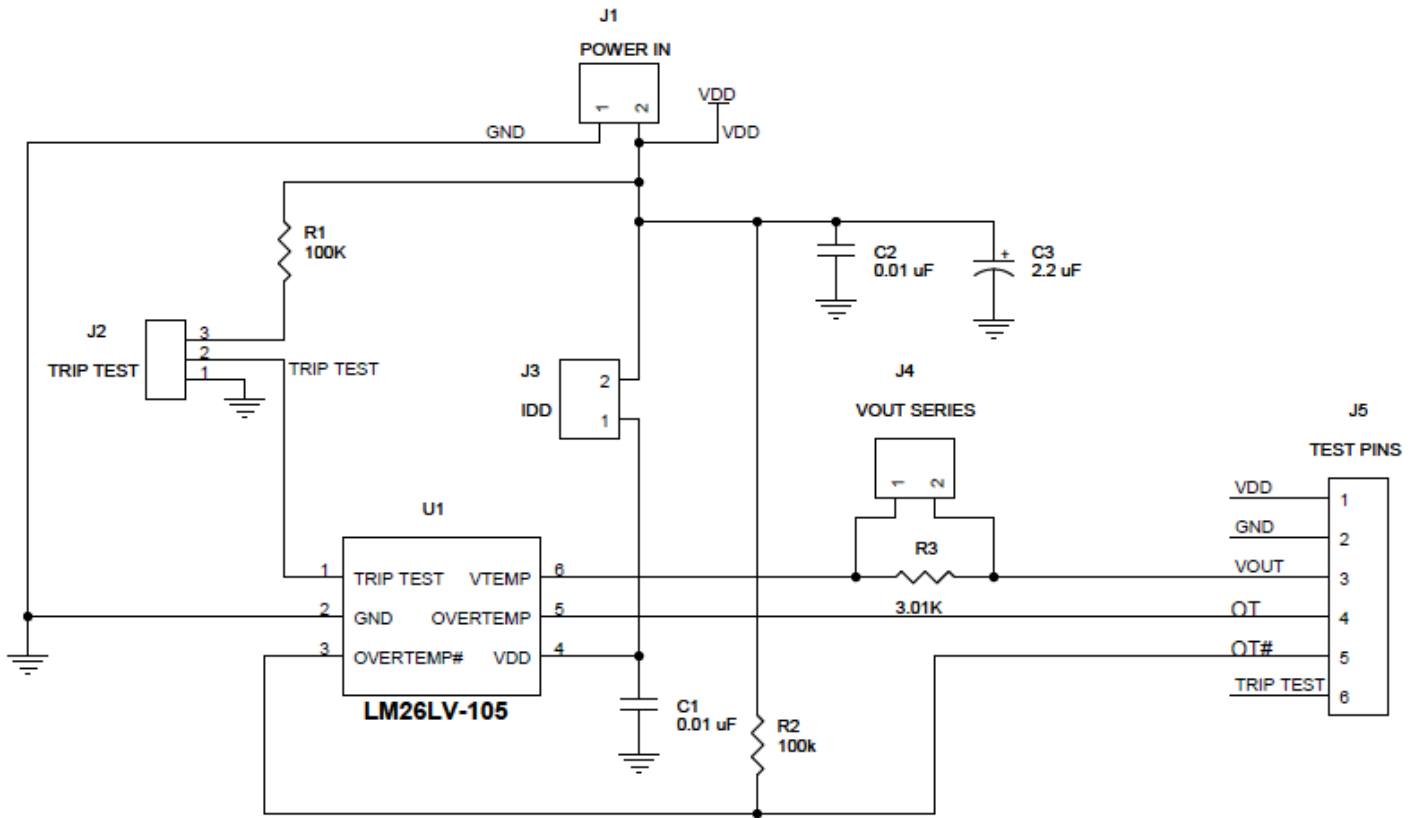 J1
POWER IN
1
2
VDD
GND
VDD
R1
100K
C2
0.01 uF
+
C3
2.2 uF
J2
TRIP TEST
3
2
1
TRIP TEST
J3
IDD
2
1
J4
VOUT SERIES
1
2
J5
TEST PINS
VDD
1
GND
2
VOUT
3
OT
4
OT#
5
TRIP TEST
6
U1
1
TRIP TEST
VTEMP
6
2
GND
OVERTEMP
5
3
OVERTEMP#
VDD
4
LM26LV-105
R3
3.01K
C1
0.01 uF
R2
100k